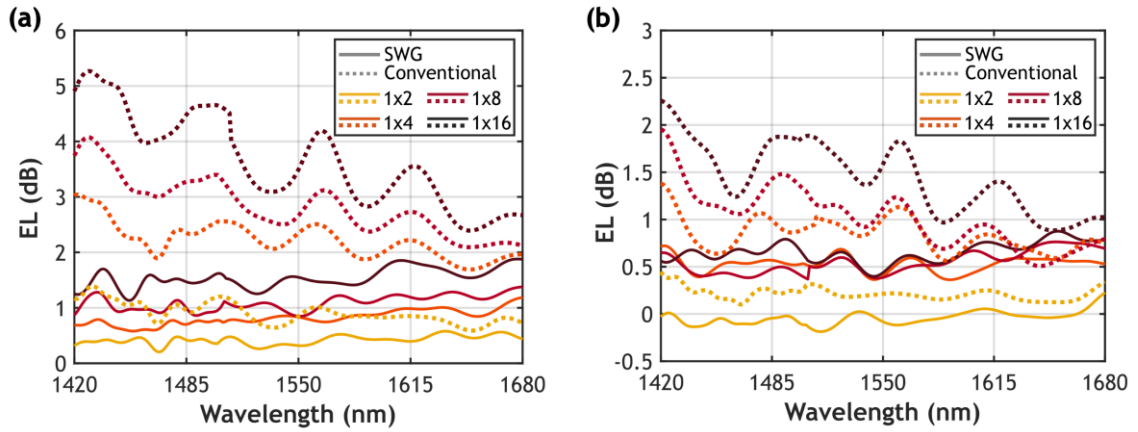 (a)
6
5
4
3
2
1
0
EL (dB)
SWG
Conventional
1x2 1x8
1x4 1x16
1420 1485 1550 1615 1680
Wavelength (nm)
(b)
3
2.5
2
1.5
1
0.5
0
-0.5
EL (dB)
SWG
Conventional
1x2 1x8
1x4 1x16
1420 1485 1550 1615 1680
Wavelength (nm)